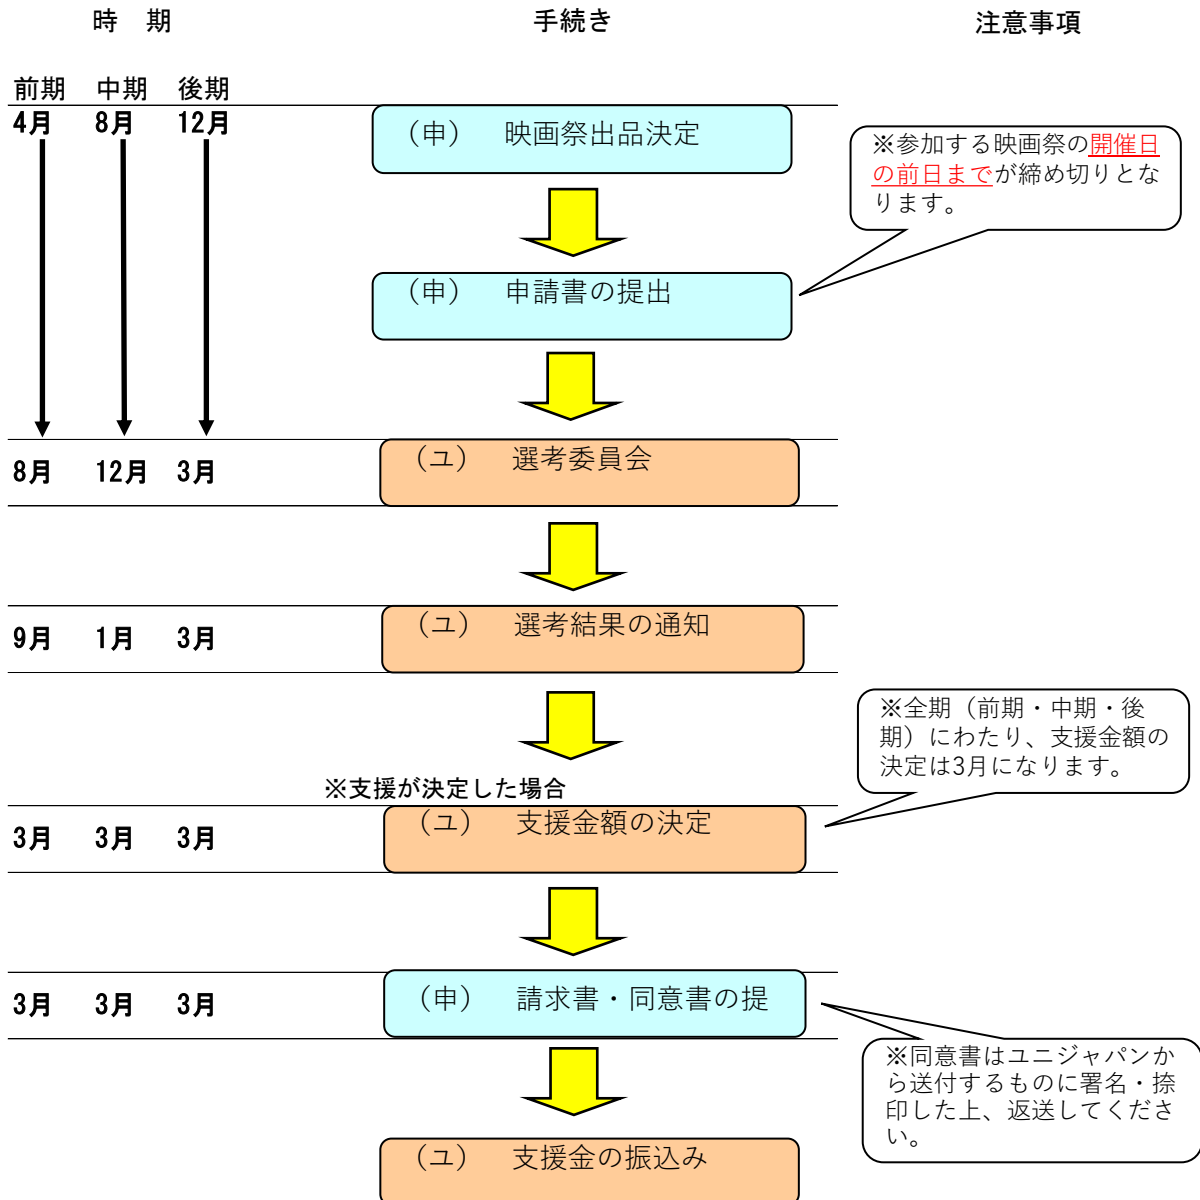 時　期　手続き　注意事項
前期　中期　後期
4月　8月　12月
（申）　映画祭出品決定
※参加する映画祭の開催日
の前日までが締め切りとな
ります。
（申）　申請書の提出
8月　12月　3月
（ユ）　選考委員会
9月　1月　3月
（ユ）　選考結果の通知
※全期（前期・中期・後
期）にわたり、支援金額の
決定は3月になります。
※支援が決定した場合
3月　3月　3月
（ユ）　支援金額の決定
3月　3月　3月
（申）　請求書・同意書の提
※同意書はユニジャパンか
ら送付するものに署名・捺
印した上、返送してくださ
い。
（ユ）　支援金の振込み